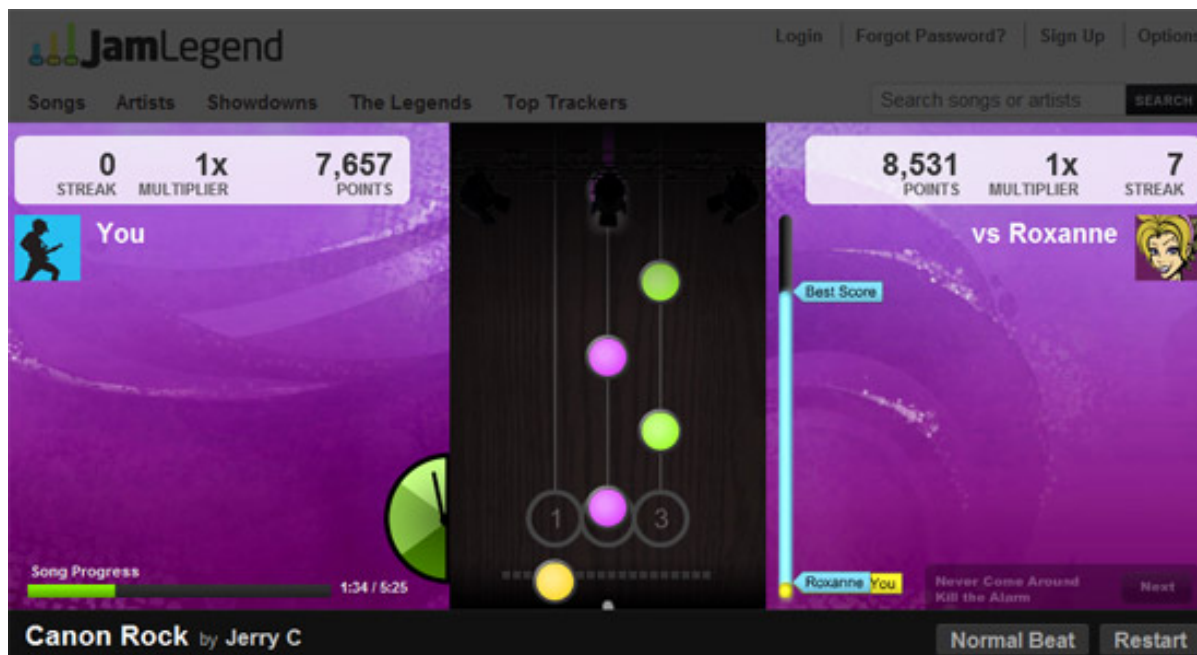 JamLegend
Login Forgot Password? Sign Up Options
Songs Artists Showdowns The Legends Top Trackers
Search songs or artists SEARCH
0 1x 7,657
STREAK MULTIPLIER POINTS
8,531 1x 7
POINTS MULTIPLIER STREAK
You
vs Roxanne
Best Score
1 3
Song Progress
1:34 / 5:25
Roxanne You
Never Come Around
Kill the Alarm
Next
Canon Rock by Jerry C
Normal Beat Restart